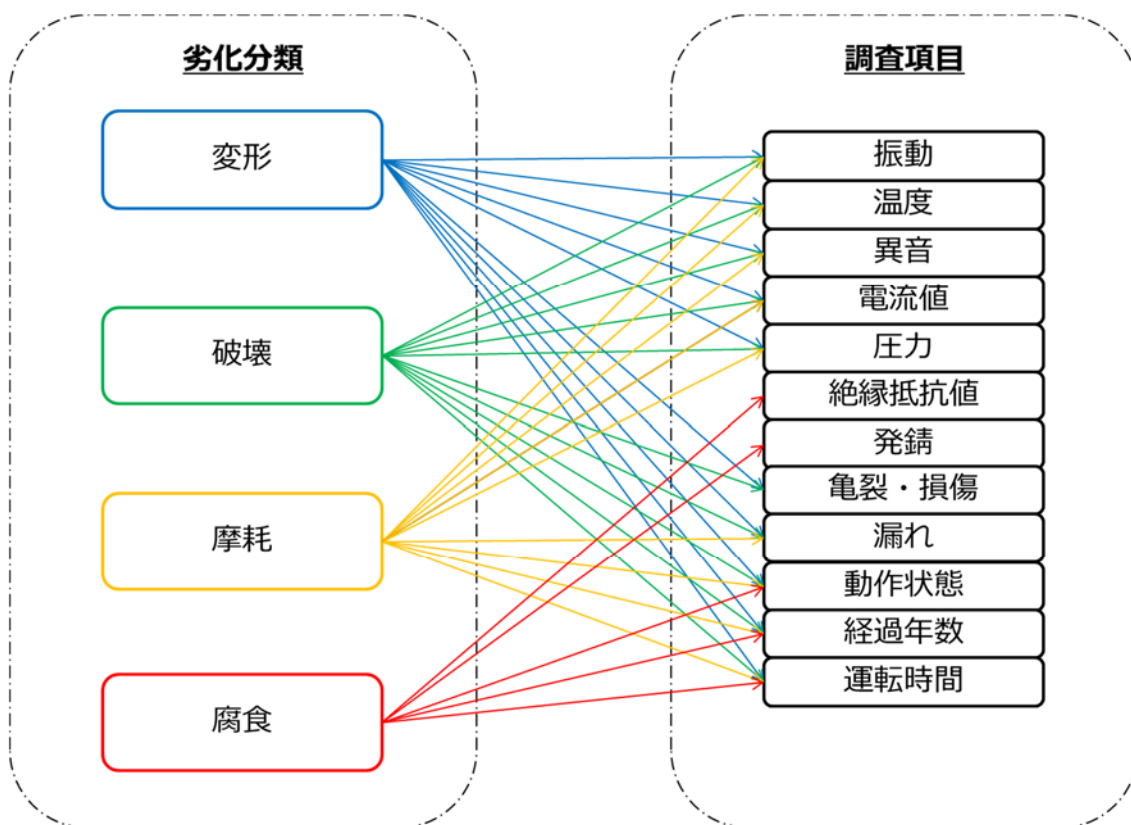 劣化分類
変形
破壊
摩耗
腐食
調査項目
振動
温度
異音
電流値
圧力
絶縁抵抗値
発錆
亀裂・損傷
漏れ
動作状態
経過年数
運転時間